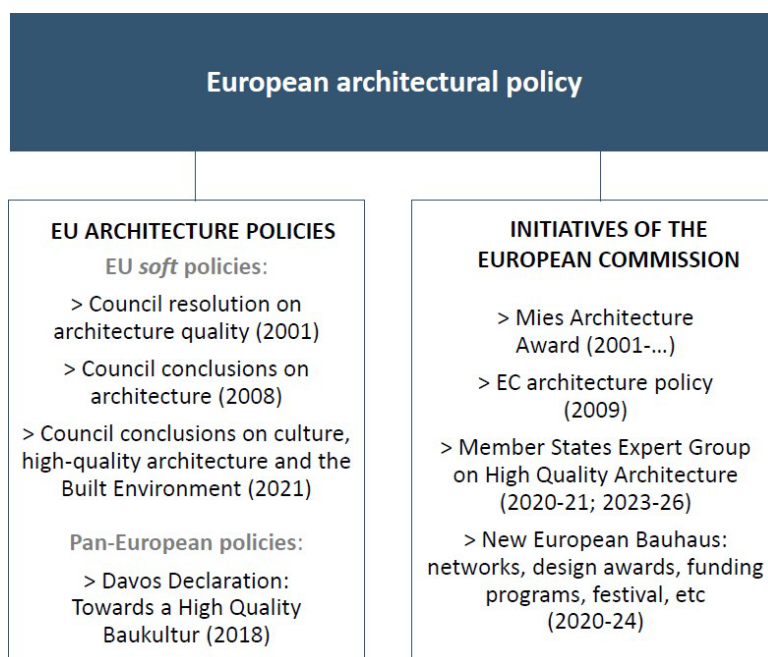 European architectural policy
EU ARCHITECTURE POLICIES
EU soft policies:
> Council resolution on
architecture quality (2001)
> Council conclusions on
architecture (2008)
> Council conclusions on culture,
high-quality architecture and the
Built Environment (2021)
Pan-European policies:
> Davos Declaration:
Towards a High Quality
Baukultur (2018)
INITIATIVES OF THE
EUROPEAN COMMISSION
> Mies Architecture
Award (2001-...)
> EC architecture policy
(2009)
> Member States Expert Group
on High Quality Architecture
(2020-21; 2023-26)
> New European Bauhaus:
networks, design awards, funding
programs, festival, etc
(2020-24)